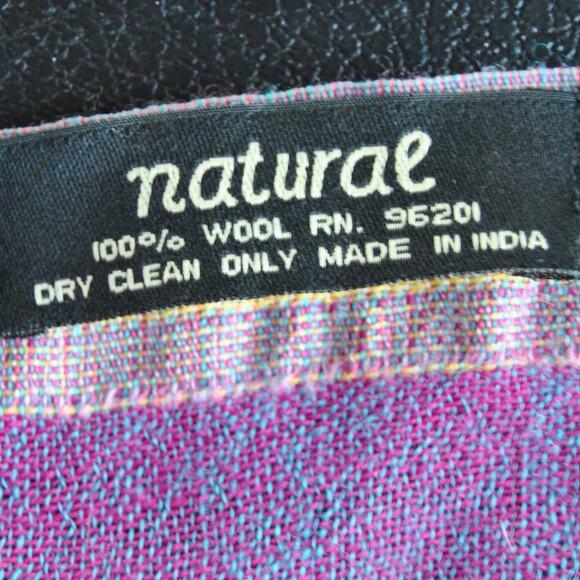 natural
100% WOOL RN. 96201
DRY CLEAN ONLY MADE IN INDIA